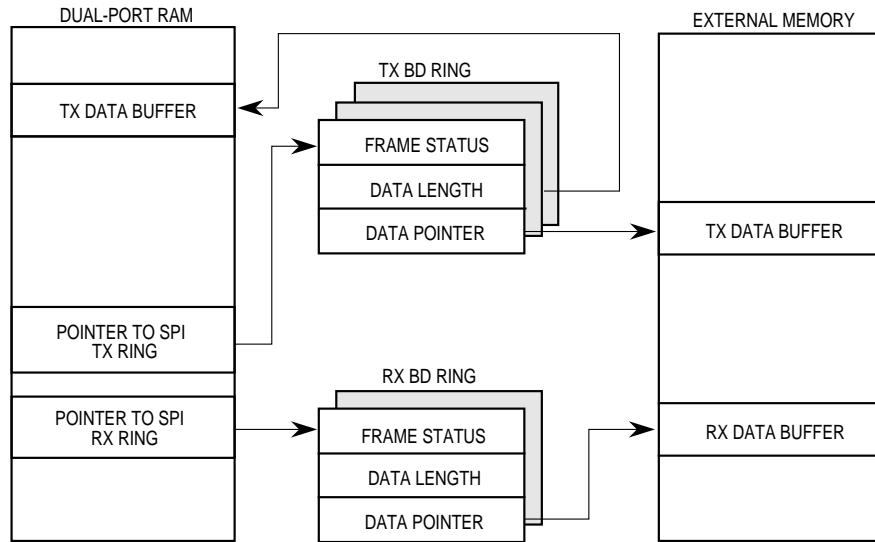 DUAL-PORT RAM
TX DATA BUFFER
POINTER TO SPI
TX RING
POINTER TO SPI
RX RING
TX BD RING
FRAME STATUS
DATA LENGTH
DATA POINTER
RX BD RING
FRAME STATUS
DATA LENGTH
DATA POINTER
EXTERNAL MEMORY
TX DATA BUFFER
RX DATA BUFFER